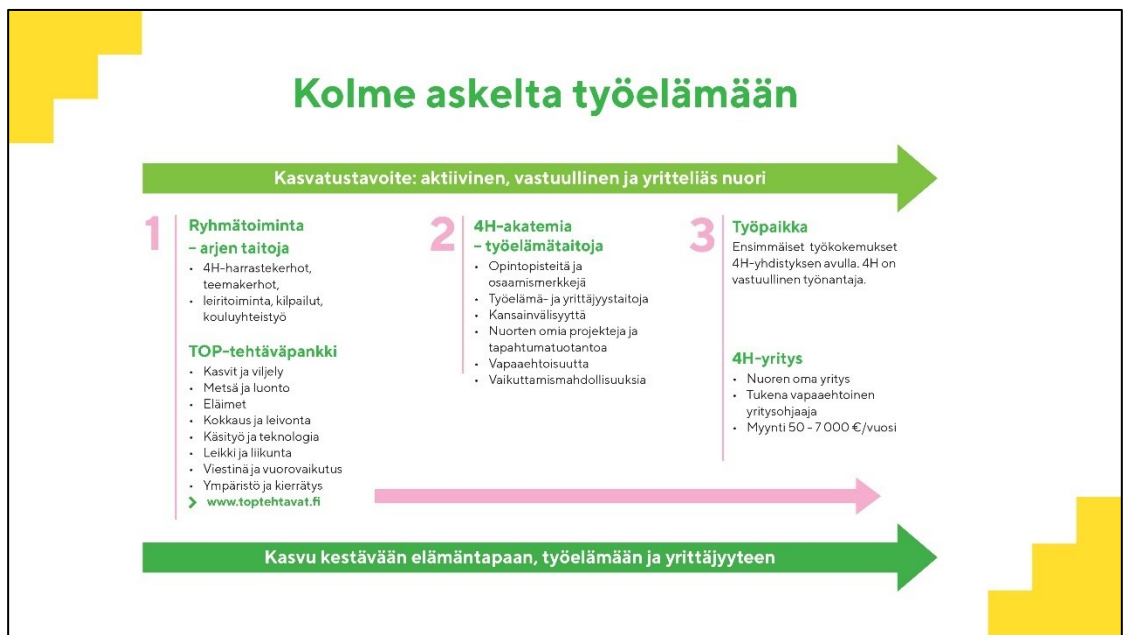 Kolme askelta työelämään
Kasvatustavoite: aktiivinen, vastuullinen ja yritteliäs nuori
1
Ryhmätoiminta
– arjen taitoja
• 4H-harrastekerhot,
teemakerhot,
• leiritoiminta, kilpailut,
kouluyhteistyö
TOP-tehtäväpankki
• Kasvit ja viljely
• Metsä ja luonto
• Eläimet
• Kokkaus ja leivonta
• Käsityö ja teknologia
• Leikki ja liikunta
• Viestinä ja vuorovaikutus
• Ympäristö ja kierrätys
www.toptehtavat.fi
2
4H-akatemia
– työelämätaitoja
• Opintopisteitä ja
osaamismerkkejä
• Työelämä- ja yrittäjyystaitoja
• Kansainvälisyyttä
• Nuorten omia projekteja ja
tapahtumatuotantoa
• Vapaaehtoisuutta
• Vaikuttamismahdollisuuksia
3
Työpaikka
Ensimmäiset työkokemukset
4H-yhdistyksen avulla. 4H on
vastuullinen työnantaja.
4H-yritys
• Nuoren oma yritys
• Tukena vapaaehtoinen
yritysohjaaja
• Myynti 50 – 7 000 €/vuosi
Kasvu kestävään elämäntapaan, työelämään ja yrittäjyyteen